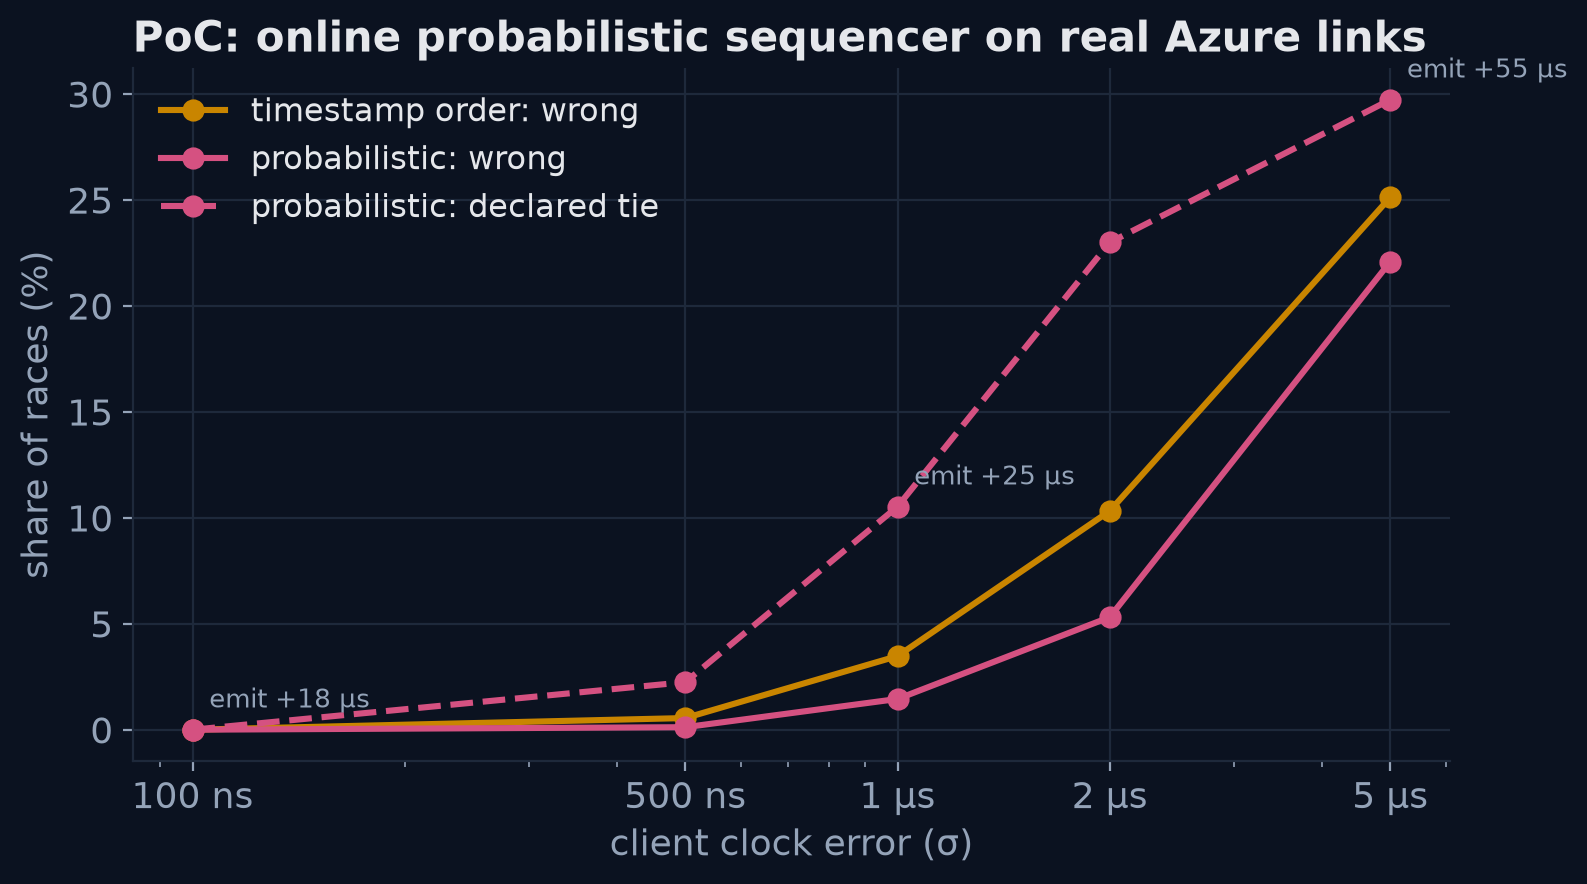 PoC: online probabilistic sequencer on real Azure links
emit +55 µs
timestamp order: wrong
probabilistic: wrong
probabilistic: declared tie
30
25
20
15
10
5
0
share of races (%)
emit +25 µs
emit +18 µs
100 ns
500 ns
1 µs
2 µs
5 µs
client clock error (σ)